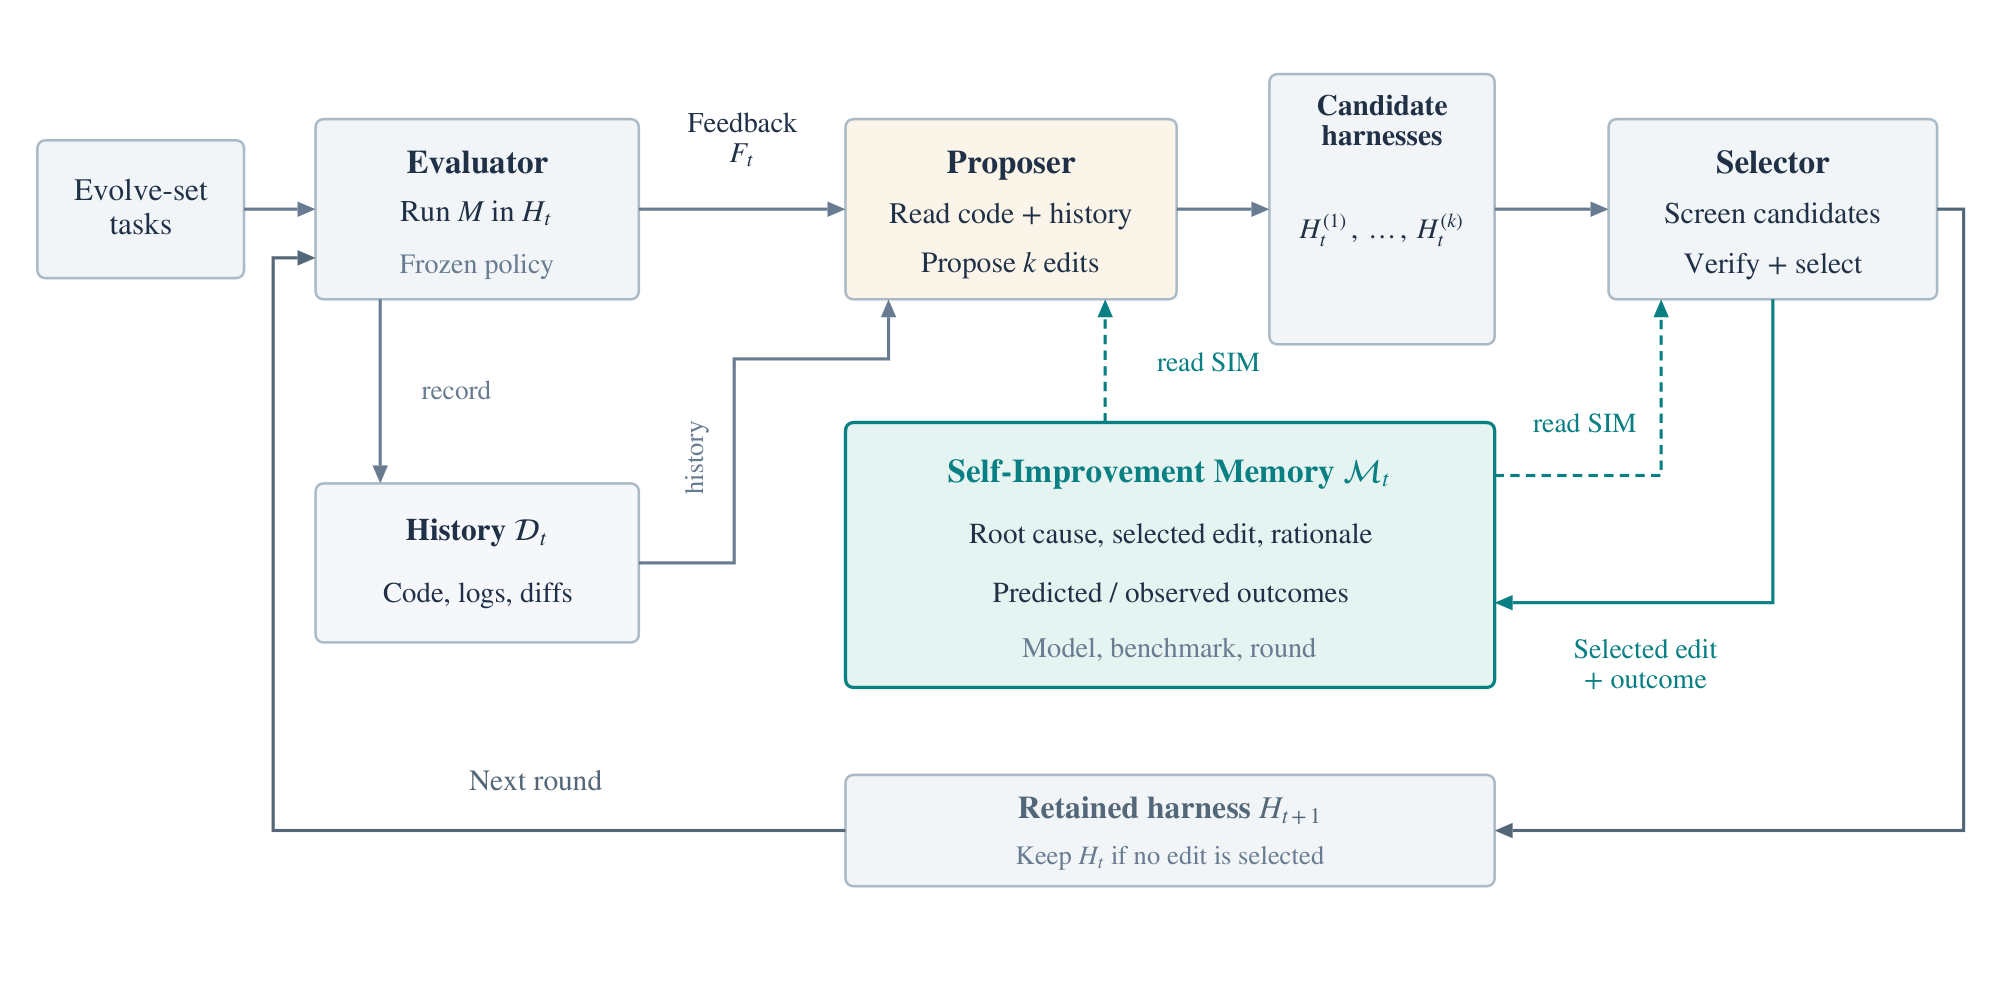 Evolve-set
tasks
Evaluator
Run M in Hₜ
Frozen policy
Feedback
Fₜ
Proposer
Read code + history
Propose k edits
Candidate
harnesses
Hₜ⁽¹⁾, …, Hₜ⁽ᵏ⁾
Selector
Screen candidates
Verify + select
record
history
read SIM
read SIM
History 𝒟ₜ
Code, logs, diffs
Self-Improvement Memory ℳₜ
Root cause, selected edit, rationale
Predicted / observed outcomes
Model, benchmark, round
Selected edit
+ outcome
Next round
Retained harness Hₜ₊₁
Keep Hₜ if no edit is selected